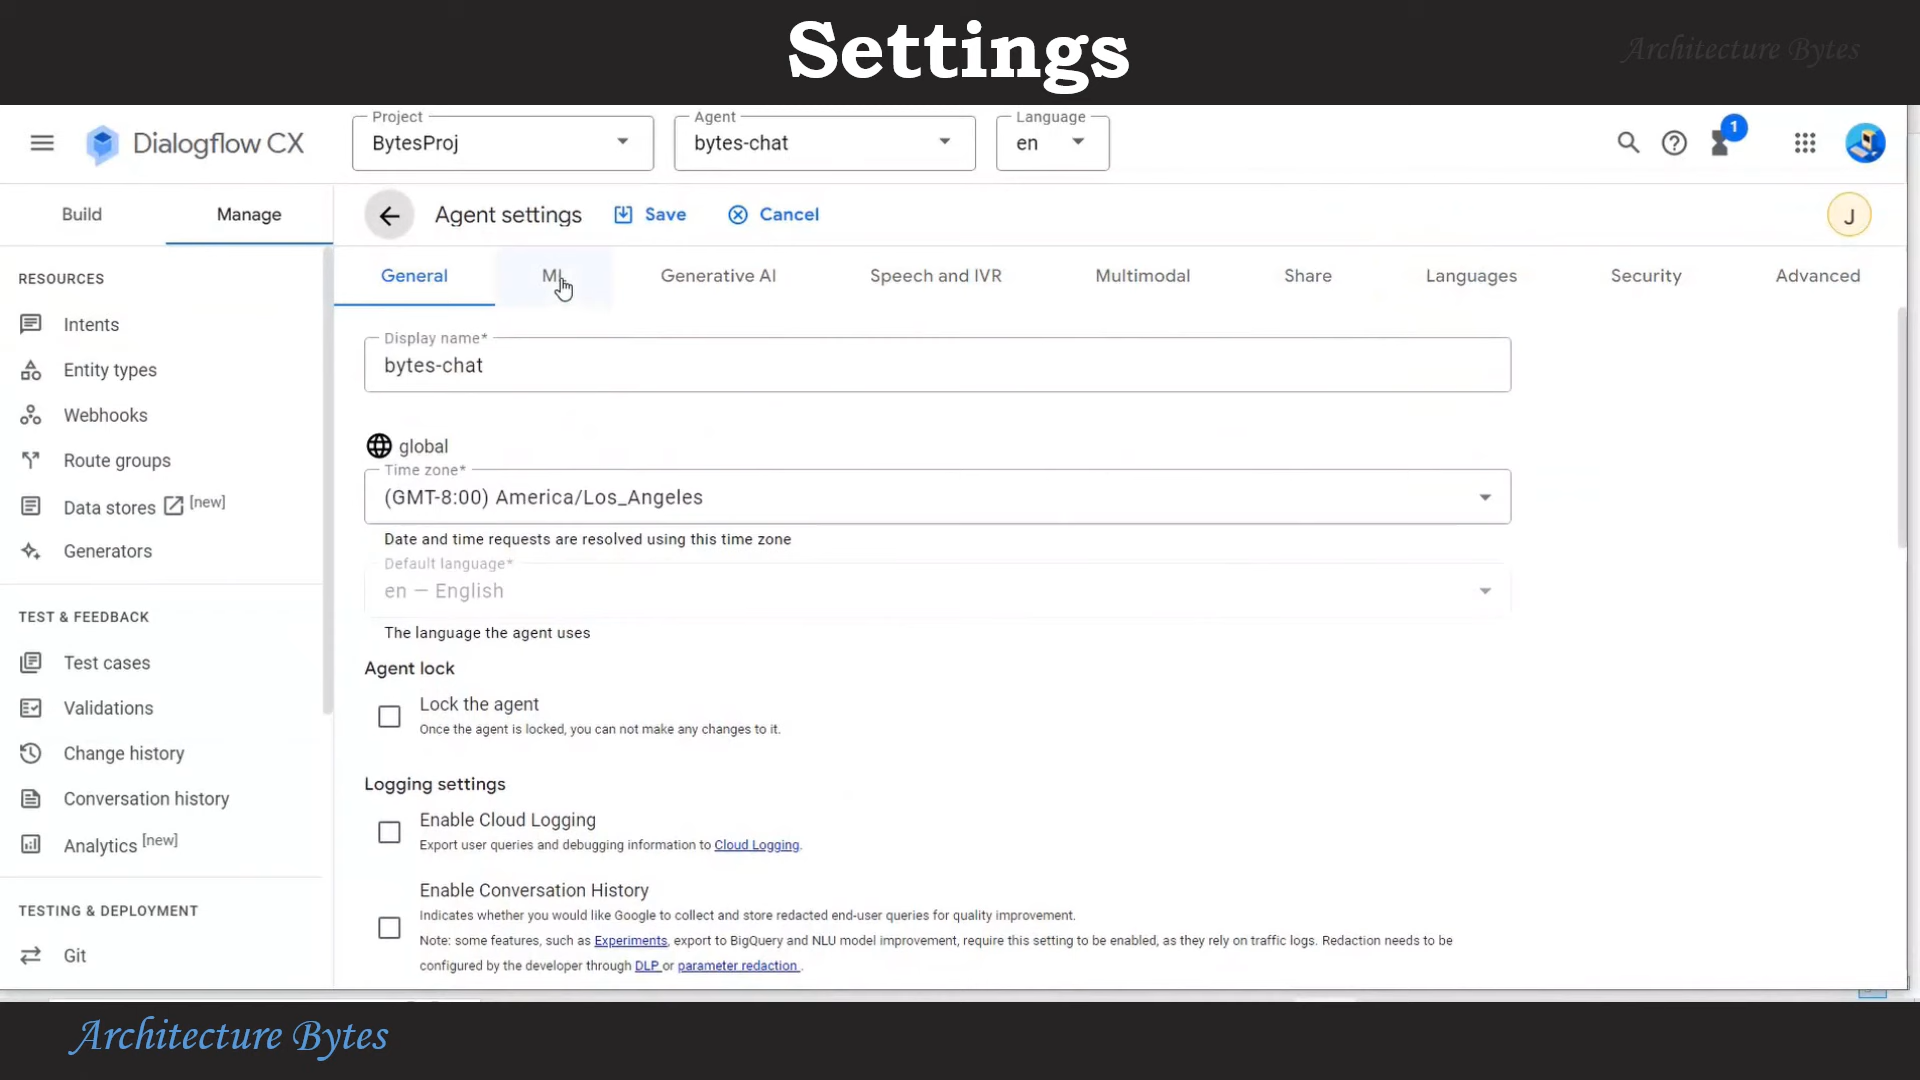 Settings
Architecture Bytes
Dialogflow CX
Project
BytesProj
Agent
bytes-chat
Language
en
1
Build
Manage
Agent settings
Save
Cancel
J
RESOURCES
Intents
Entity types
Webhooks
Route groups
Data stores [new]
Generators
TEST & FEEDBACK
Test cases
Validations
Change history
Conversation history
Analytics [new]
TESTING & DEPLOYMENT
Git
General
ML
Generative AI
Speech and IVR
Multimodal
Share
Languages
Security
Advanced
Display name*
bytes-chat
global
Time zone*
(GMT-8:00) America/Los_Angeles
Date and time requests are resolved using this time zone
Default language*
en — English
The language the agent uses
Agent lock
Lock the agent
Once the agent is locked, you can not make any changes to it.
Logging settings
Enable Cloud Logging
Export user queries and debugging information to Cloud Logging.
Enable Conversation History
Indicates whether you would like Google to collect and store redacted end-user queries for quality improvement.
Note: some features, such as Experiments, export to BigQuery and NLU model improvement, require this setting to be enabled, as they rely on traffic logs. Redaction needs to be
configured by the developer through DLP or parameter redaction .
Architecture Bytes